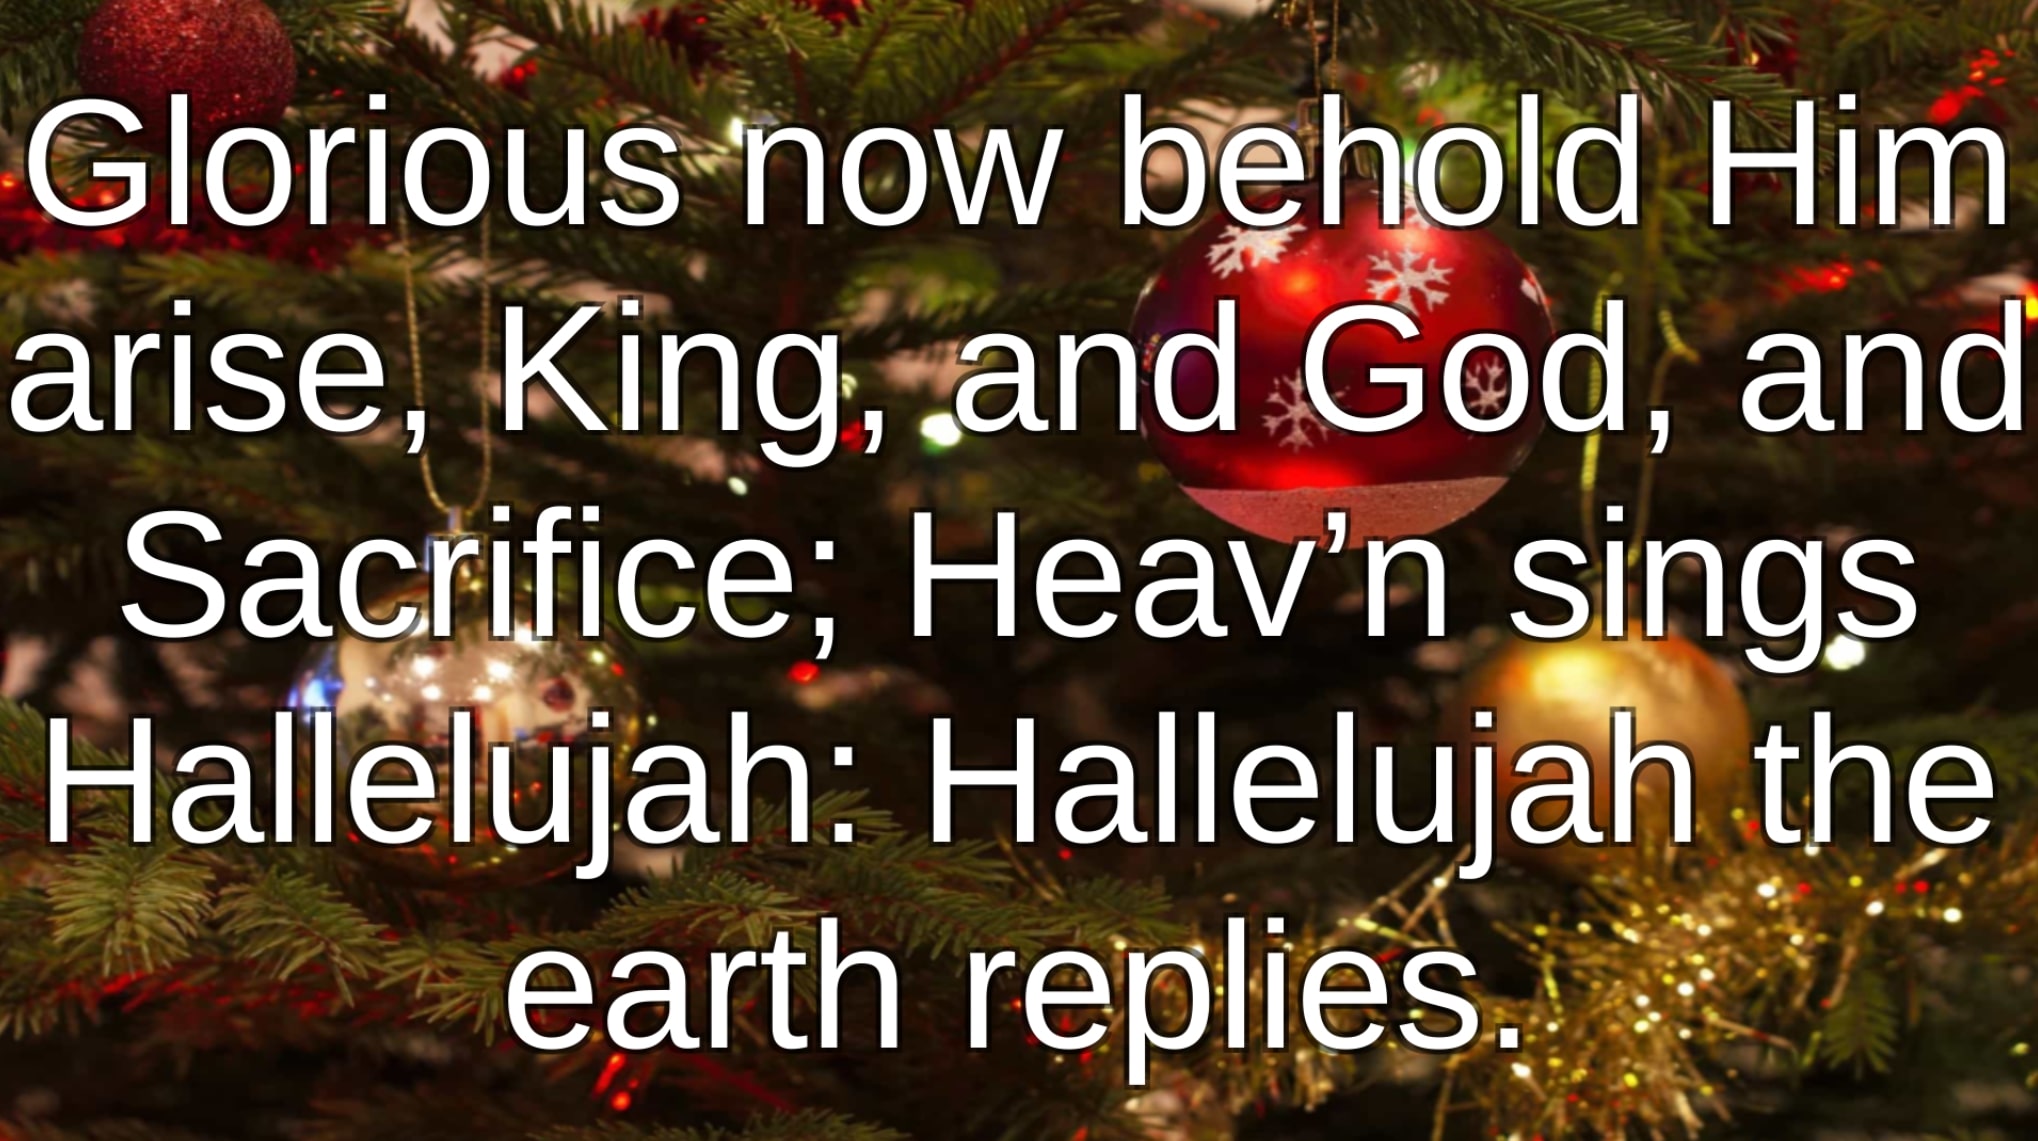 Glorious now behold Him
arise, King, and God, and
Sacrifice; Heav’n sings
Hallelujah: Hallelujah the
earth replies.